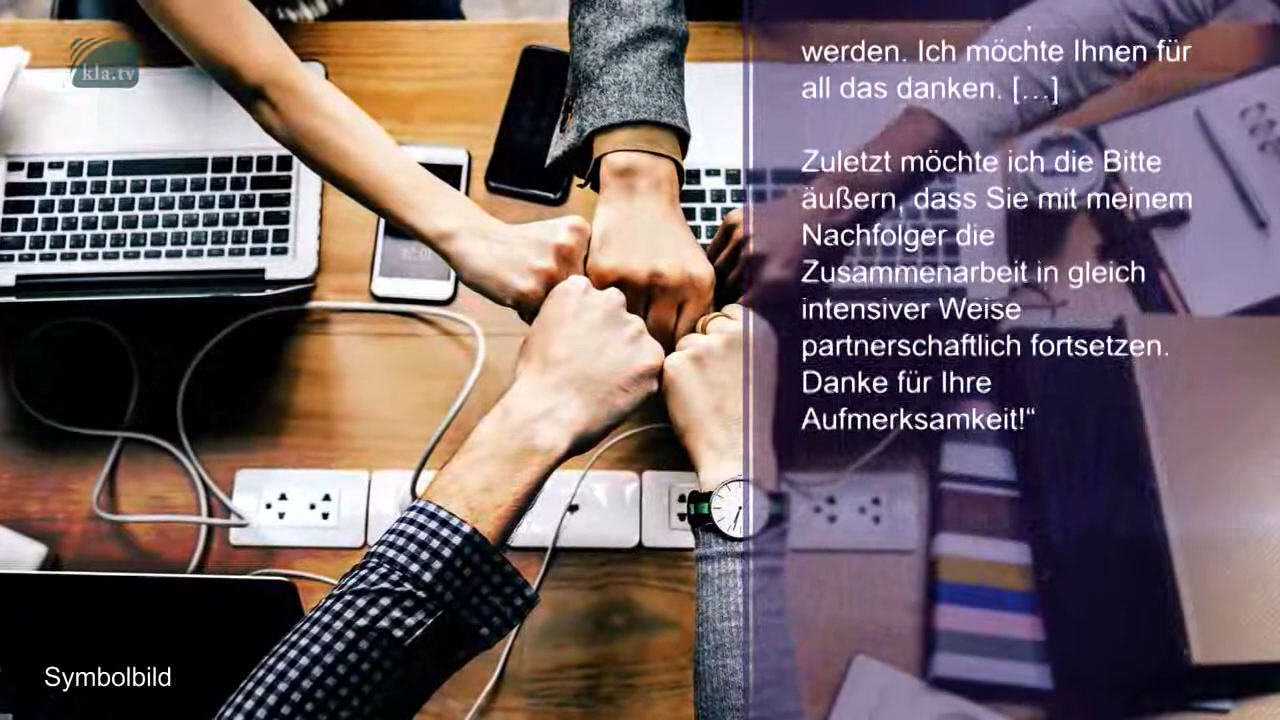 kla.tv
werden. Ich möchte Ihnen für
all das danken. […]
Zuletzt möchte ich die Bitte
äußern, dass Sie mit meinem
Nachfolger die
Zusammenarbeit in gleich
intensiver Weise
partnerschaftlich fortsetzen.
Danke für Ihre
Aufmerksamkeit!“
Symbolbild